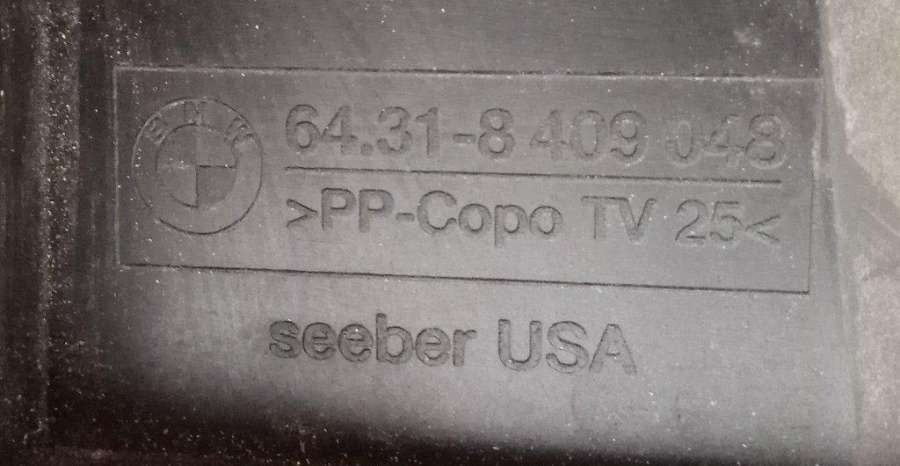 BMW
64.31-8 409 048
>PP-Copo TV 25<
seeber USA